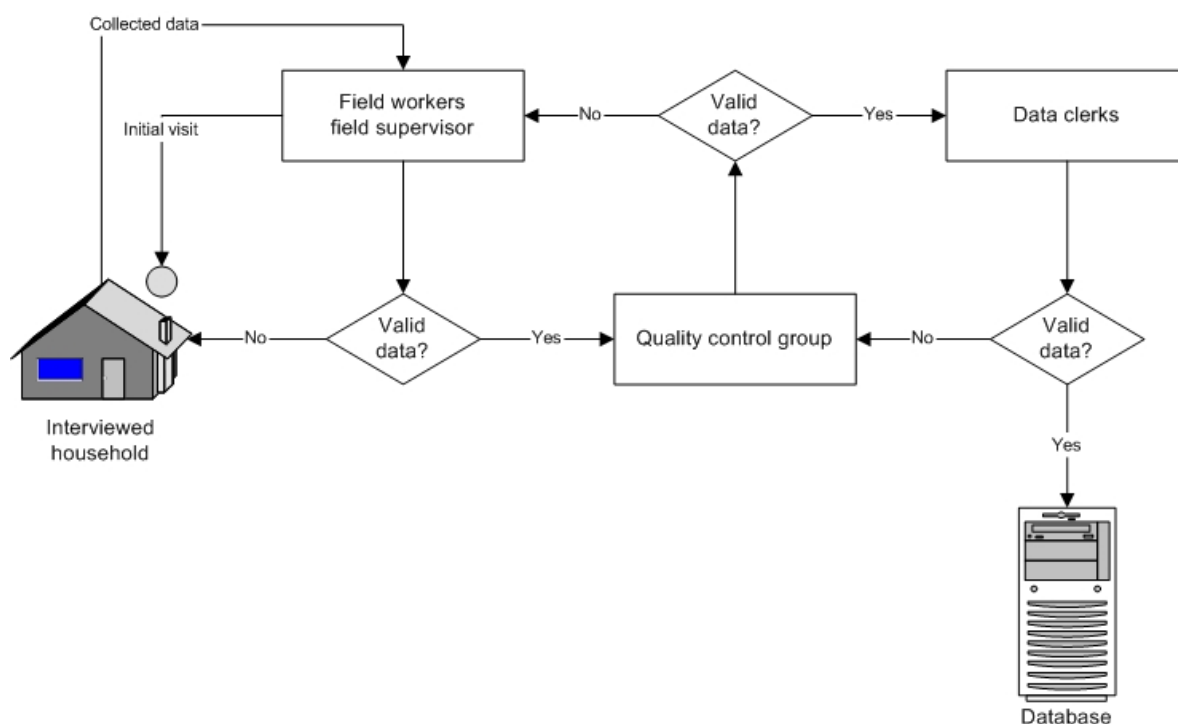 Collected data
Field workers
field supervisor
Initial visit
No
Valid
data?
Yes
Data clerks
Valid
data?
No
Yes
Quality control group
No
Valid
data?
Interviewed
household
Yes
Database